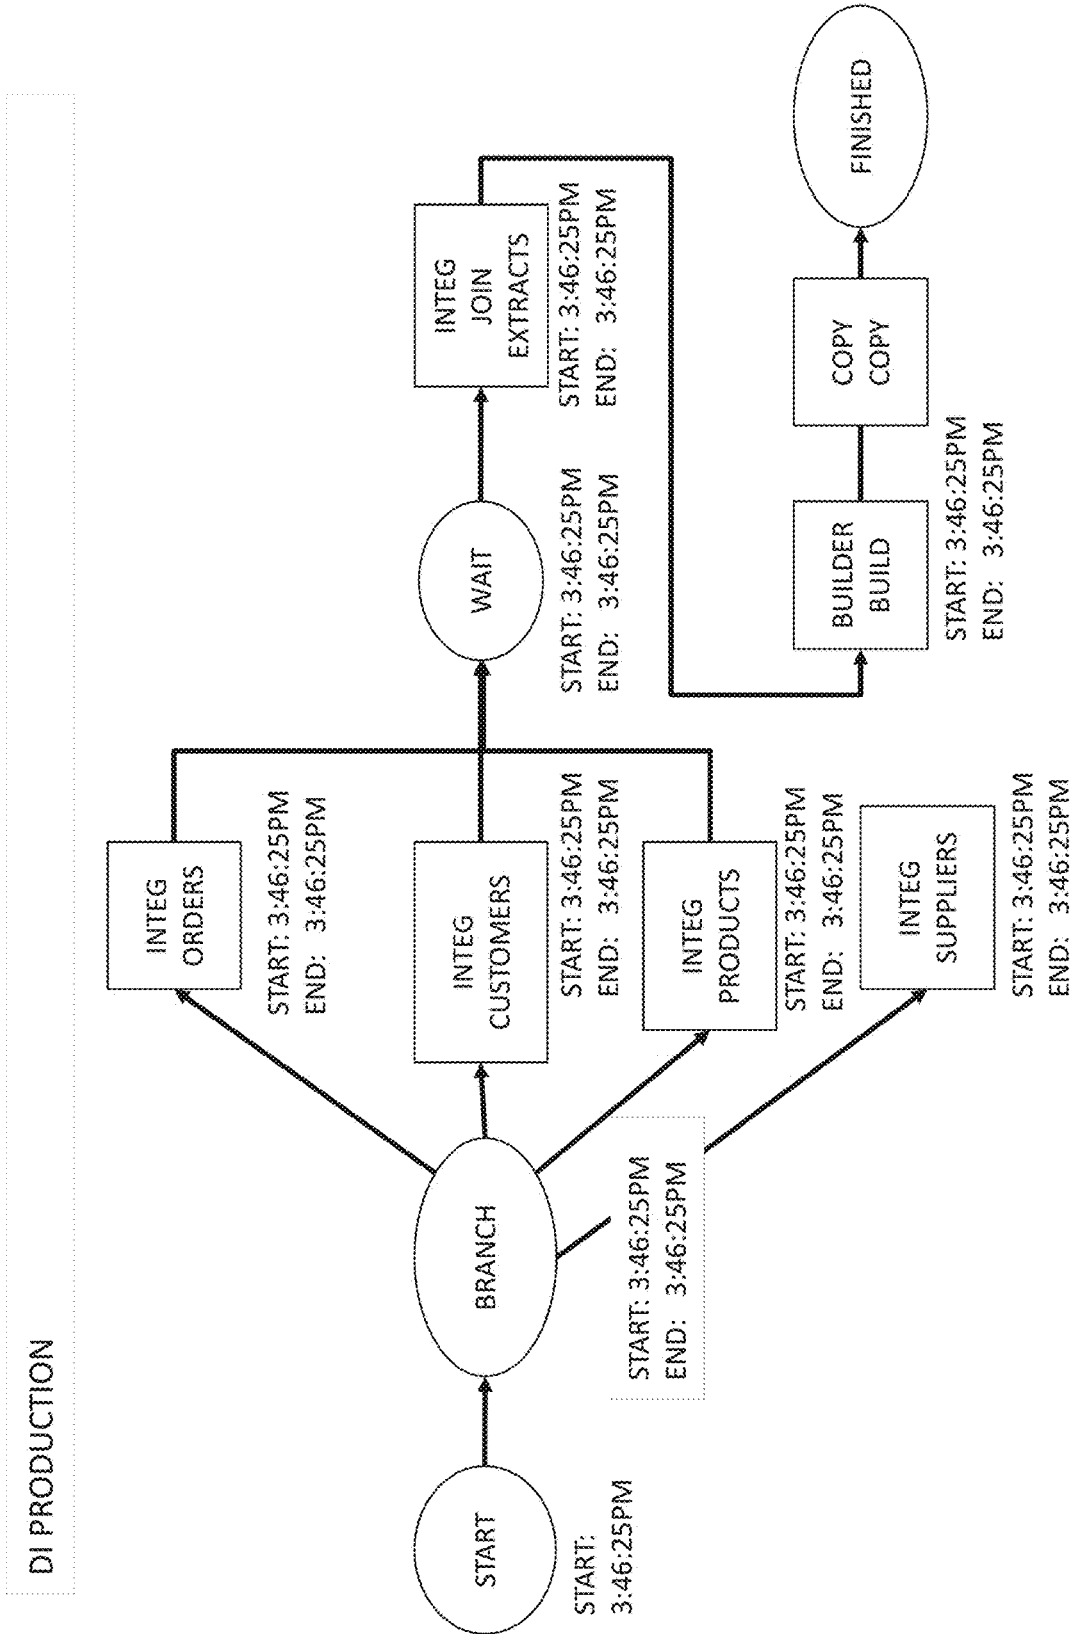 DI PRODUCTION
START
START:
3:46:25PM
BRANCH
START: 3:46:25PM
END: 3:46:25PM
INTEG
ORDERS
START: 3:46:25PM
END: 3:46:25PM
INTEG
CUSTOMERS
START: 3:46:25PM
END: 3:46:25PM
INTEG
PRODUCTS
START: 3:46:25PM
END: 3:46:25PM
INTEG
SUPPLIERS
START: 3:46:25PM
END: 3:46:25PM
WAIT
START: 3:46:25PM
END: 3:46:25PM
INTEG
JOIN
EXTRACTS
START: 3:46:25PM
END: 3:46:25PM
BUILDER
BUILD
START: 3:46:25PM
END: 3:46:25PM
COPY
COPY
FINISHED